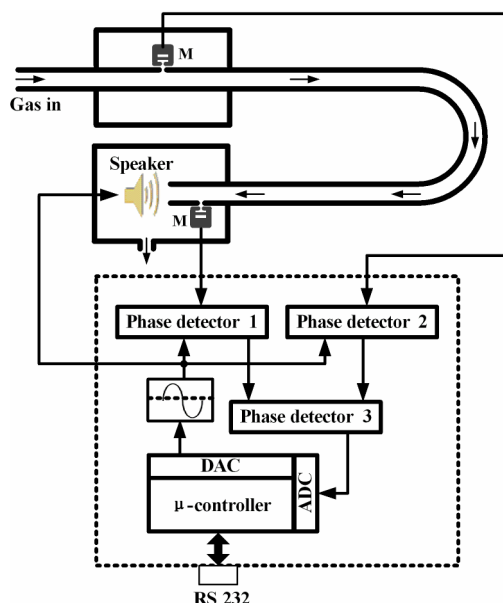 M
Gas in
Speaker
M
Phase detector 1
Phase detector 2
Phase detector 3
DAC
μ-controller
ADC
RS 232